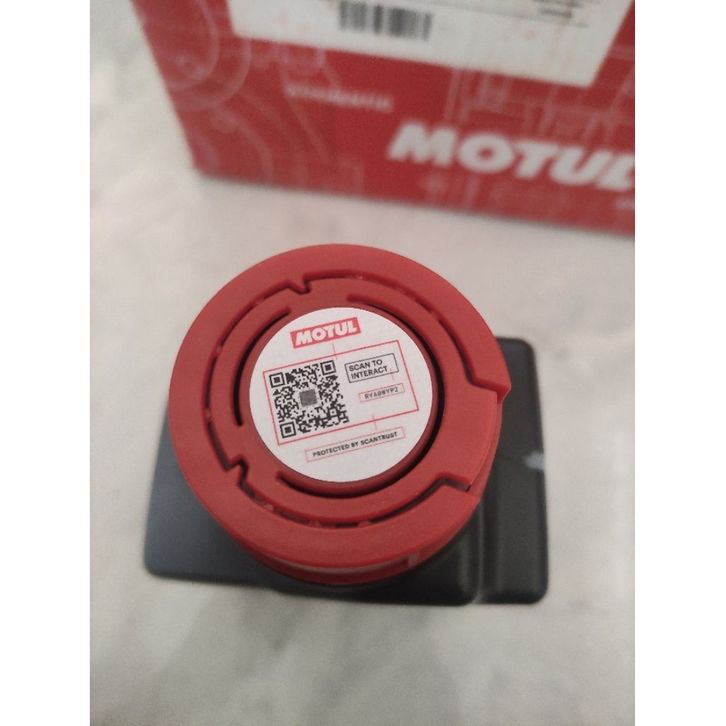 MOTUL
MOTUL
SCAN TO
INTERACT
PROTECTED BY SCANTRUST